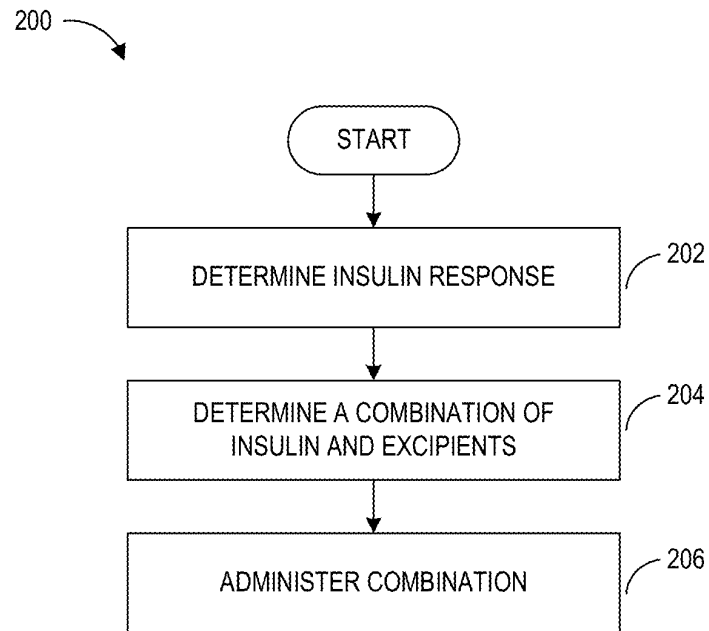 200
START
DETERMINE INSULIN RESPONSE
202
DETERMINE A COMBINATION OF
INSULIN AND EXCIPIENTS
204
ADMINISTER COMBINATION
206